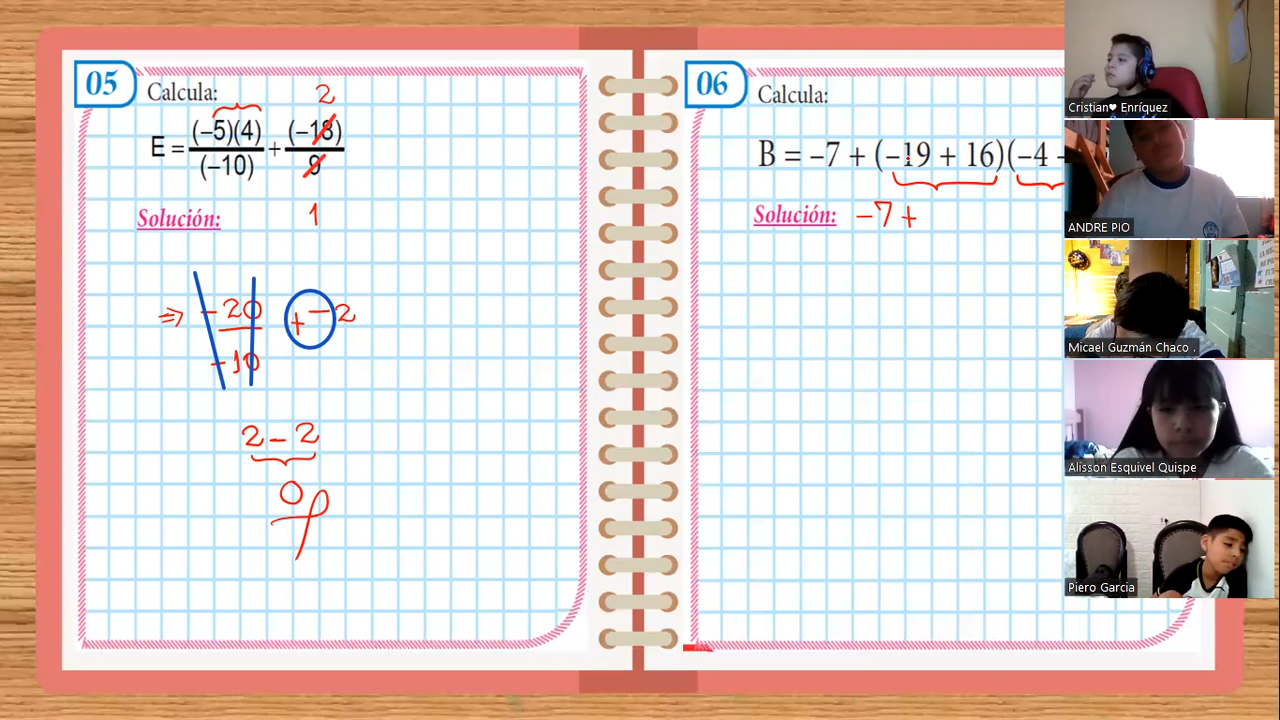 05
Calcula:
2
E = (–5)(4)/(–10) + (–18)/9
Solución:
1
⇒ –20/–10 + –2
2 – 2
0
06
Calcula:
B = –7 + (–19 + 16)(–4 –
Solución: –7 +
Cristian♥ Enríquez
ANDRE PIO
Micael Guzmán Chaco .
Alisson Esquivel Quispe
Piero Garcia